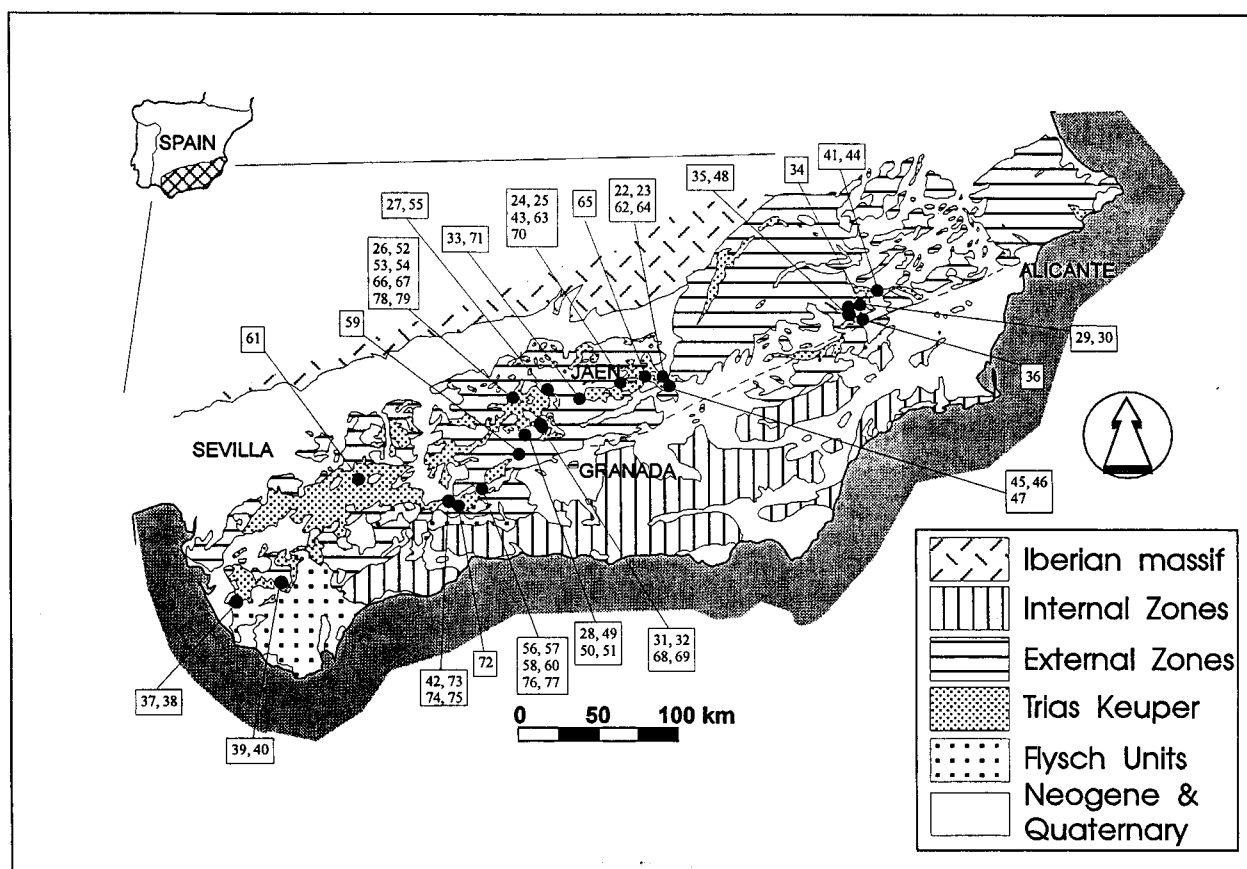 SPAIN
41, 44
34
35, 48
22, 23
62, 64
65
24, 25
43, 63
70
27, 55
33, 71
26, 52
53, 54
66, 67
78, 79
59
61
ALICANTE
29, 30
36
JAEN
SEVILLA
GRANADA
45, 46
47
37, 38
39, 40
42, 73
74, 75
72
56, 57
58, 60
76, 77
28, 49
50, 51
31, 32
68, 69
0 50 100 km
Iberian massif
Internal Zones
External Zones
Trias Keuper
Flysch Units
Neogene &
Quaternary